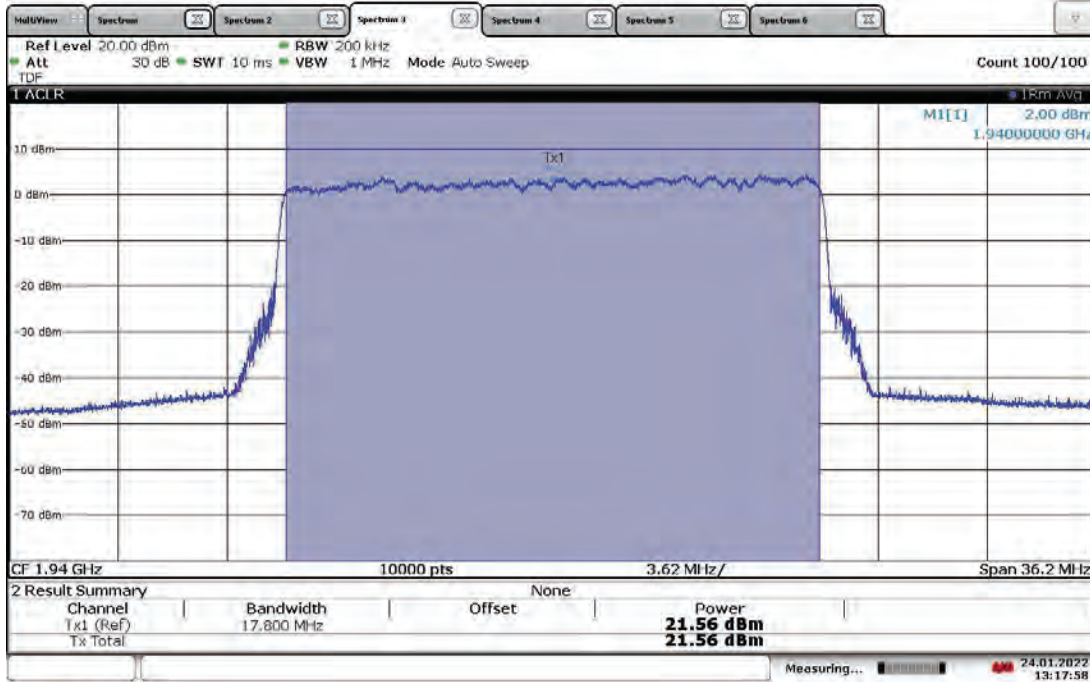 MultiView Spectrum Spectrum 2 Spectrum 3 Spectrum 4 Spectrum 5 Spectrum 6
Ref Level 20.00 dBm RBW 200 kHz
Att 30 dB SWT 10 ms VBW 1 MHz Mode Auto Sweep Count 100/100
TDF
1 ACLR 1Rm Avg
M1[1] 2.00 dBm
1.94000000 GHz
10 dBm
Tx1
0 dBm
-10 dBm
-20 dBm
-30 dBm
-40 dBm
-50 dBm
-60 dBm
-70 dBm
CF 1.94 GHz 10000 pts 3.62 MHz/ Span 36.2 MHz
2 Result Summary None
Channel Bandwidth Offset Power
Tx1 (Ref) 17.800 MHz 21.56 dBm
Tx Total 21.56 dBm
Measuring... 24.01.2022
13:17:58